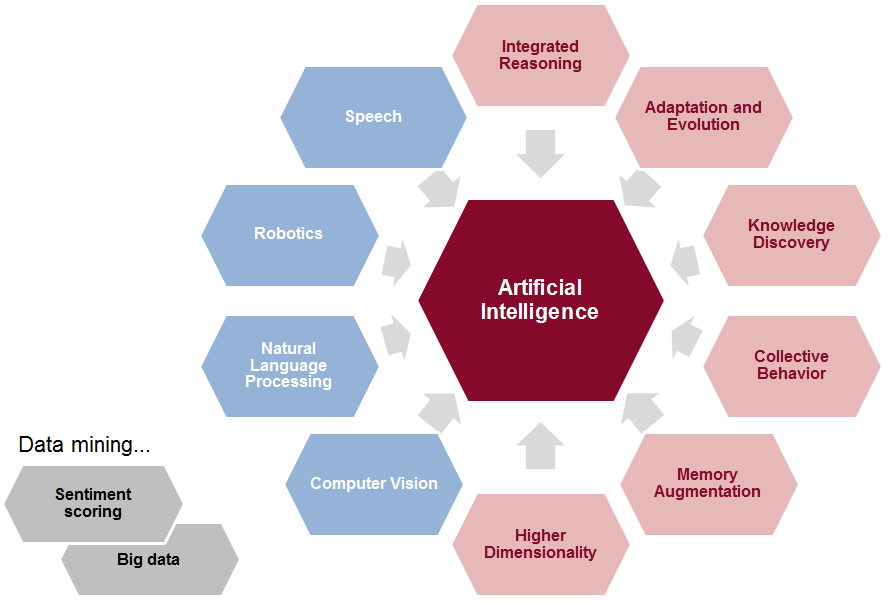 Integrated
Reasoning
Speech
Adaptation and
Evolution
Robotics
Knowledge
Discovery
Artificial
Intelligence
Natural
Language
Processing
Collective
Behavior
Data mining...
Computer Vision
Memory
Augmentation
Sentiment
scoring
Higher
Dimensionality
Big data